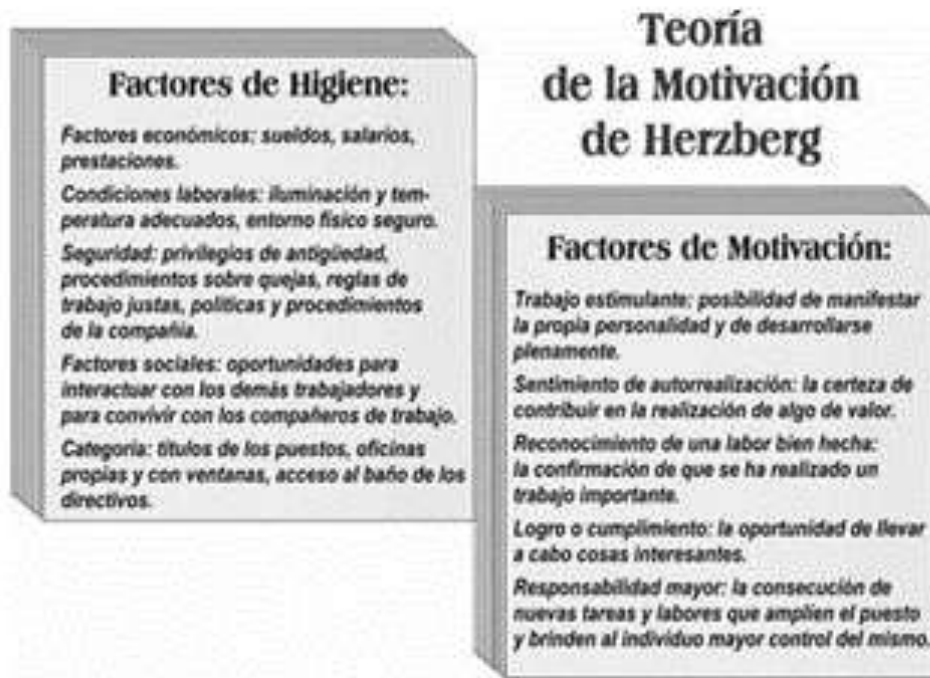 Teoría
de la Motivación
de Herzberg
Factores de Higiene:
Factores económicos: sueldos, salarios,
prestaciones.
Condiciones laborales: iluminación y tem-
peratura adecuados, entorno físico seguro.
Seguridad: privilegios de antigüedad,
procedimientos sobre quejas, reglas de
trabajo justas, políticas y procedimientos
de la compañía.
Factores sociales: oportunidades para
interactuar con los demás trabajadores y
para convivir con los compañeros de trabajo.
Categoría: títulos de los puestos, oficinas
propias y con ventanas, acceso al baño de los
directivos.
Factores de Motivación:
Trabajo estimulante: posibilidad de manifestar
la propia personalidad y de desarrollarse
plenamente.
Sentimiento de autorrealización: la certeza de
contribuir en la realización de algo de valor.
Reconocimiento de una labor bien hecha:
la confirmación de que se ha realizado un
trabajo importante.
Logro o cumplimiento: la oportunidad de llevar
a cabo cosas interesantes.
Responsabilidad mayor: la consecución de
nuevas tareas y labores que amplíen el puesto
y brinden al individuo mayor control del mismo.